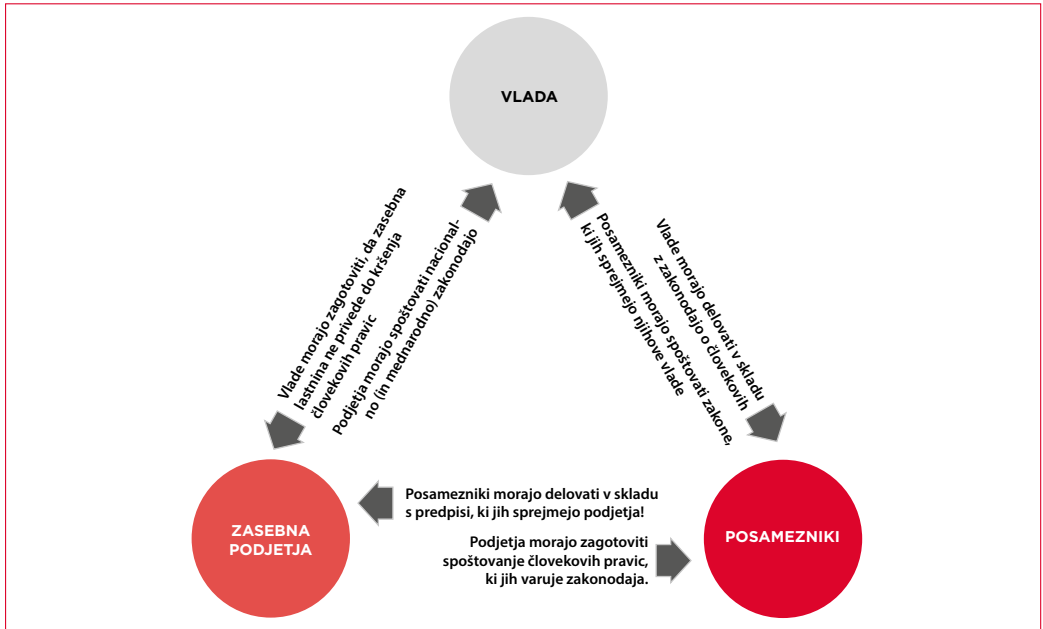 VLADA
Vlade morajo zagotoviti, da zasebna
lastnina ne privede do kršenja
človekovih pravic
Podjetja morajo spoštovati nacional-
no (in mednarodno) zakonodajo
Vlade morajo delovati v skladu
z zakonodajo o človekovih
Posamezniki morajo spoštovati zakone,
ki jih sprejmejo njihove vlade
ZASEBNA
PODJETJA
Posamezniki morajo delovati v skladu
s predpisi, ki jih sprejmejo podjetja!
Podjetja morajo zagotoviti
spoštovanje človekovih pravic,
ki jih varuje zakonodaja.
POSAMEZNIKI